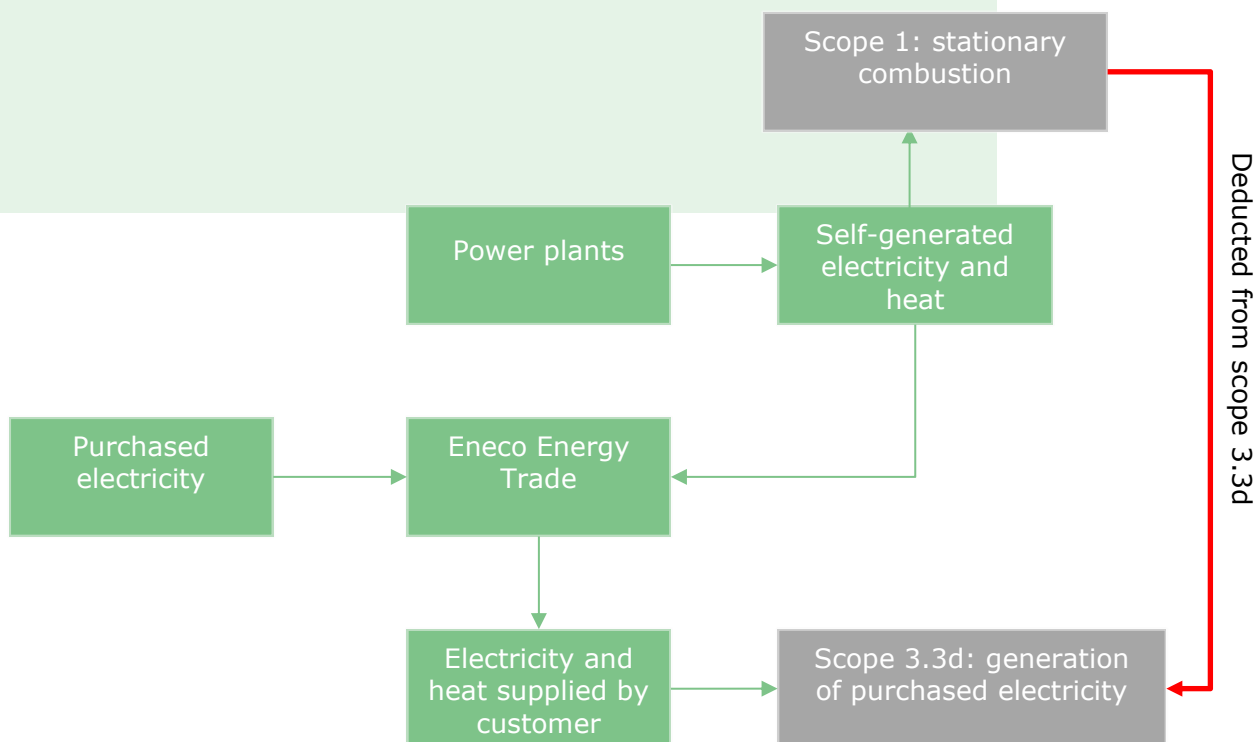 Scope 1: stationary
combustion
Deducted from scope 3.3d
Power plants
Self-generated
electricity and
heat
Purchased
electricity
Eneco Energy
Trade
Electricity and
heat supplied by
customer
Scope 3.3d: generation
of purchased electricity